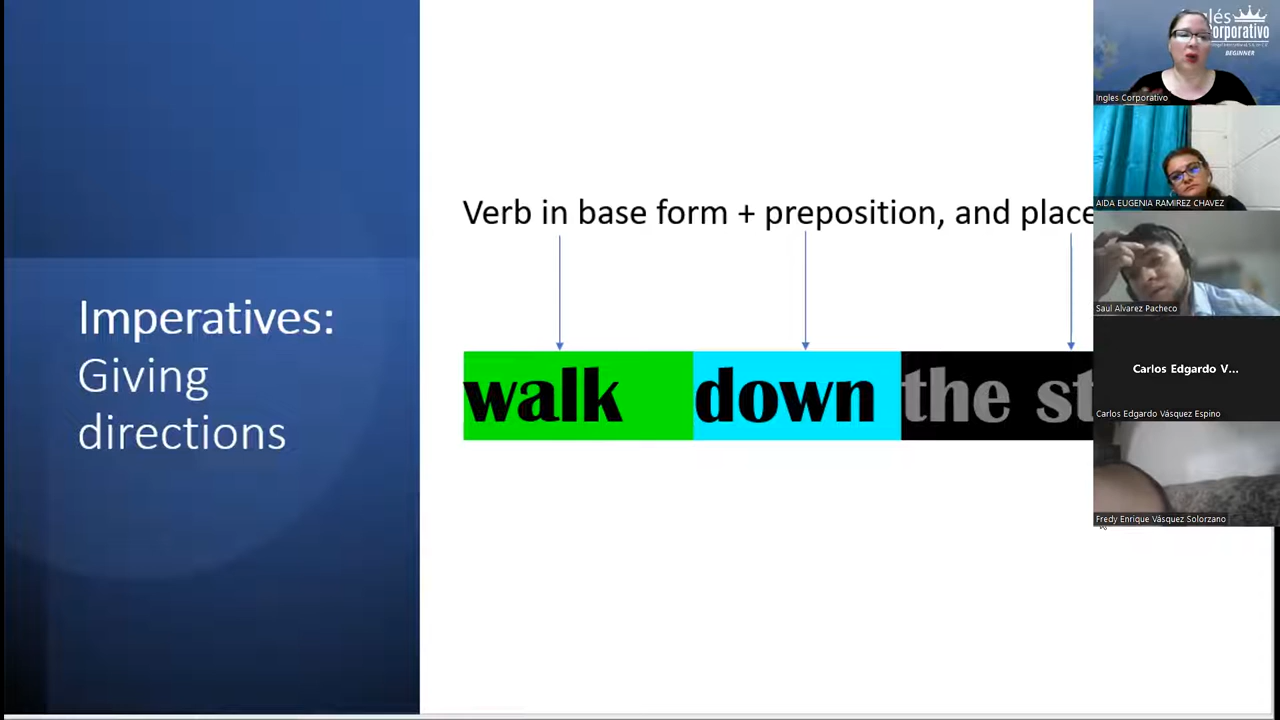 Imperatives:
Giving
directions
Verb in base form + preposition, and place
walk down the st
Inglés Corporativo
BEGINNER
Ingles Corporativo
AIDA EUGENIA RAMIREZ CHAVEZ
Saul Alvarez Pacheco
Carlos Edgardo V...
Carlos Edgardo Vásquez Espino
Fredy Enrique Vásquez Solorzano